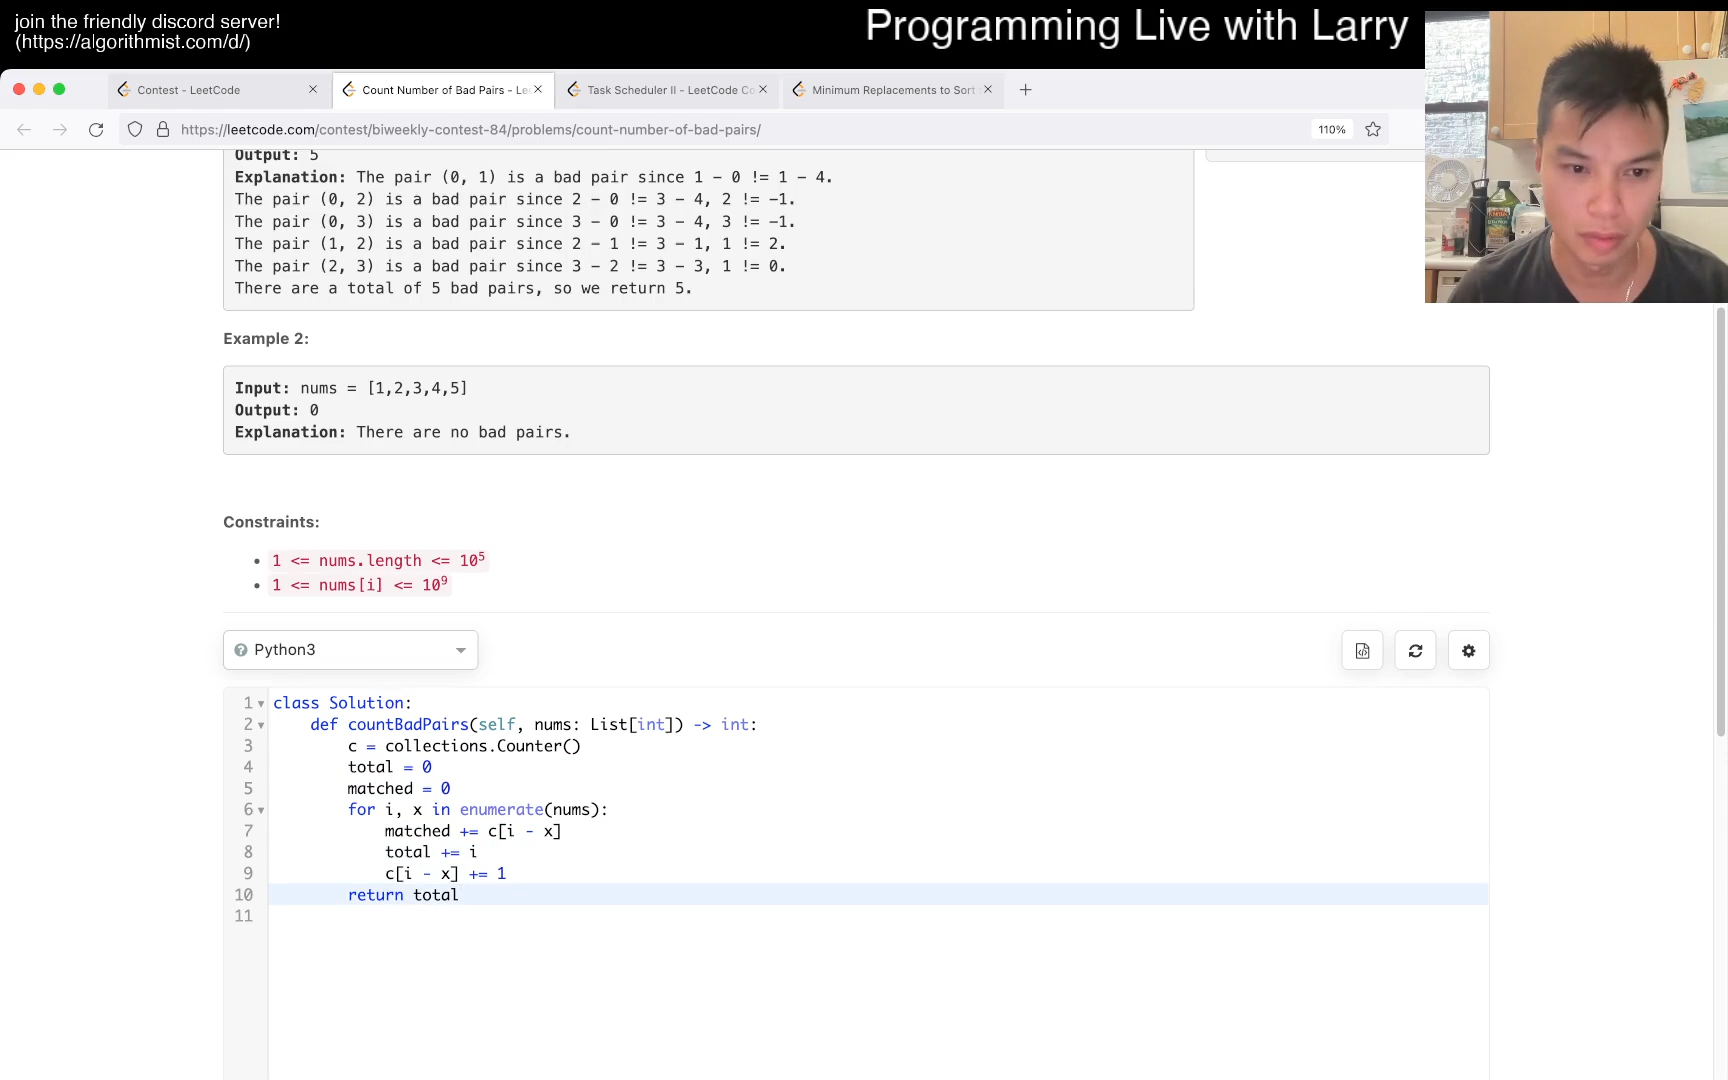 join the friendly discord server!
(https://algorithmist.com/d/)
Programming Live with Larry
Contest - LeetCode
Count Number of Bad Pairs - Le
Task Scheduler II - LeetCode Co
Minimum Replacements to Sort
https://leetcode.com/contest/biweekly-contest-84/problems/count-number-of-bad-pairs/
110%
Output: 5
Explanation: The pair (0, 1) is a bad pair since 1 - 0 != 1 - 4.
The pair (0, 2) is a bad pair since 2 - 0 != 3 - 4, 2 != -1.
The pair (0, 3) is a bad pair since 3 - 0 != 3 - 4, 3 != -1.
The pair (1, 2) is a bad pair since 2 - 1 != 3 - 1, 1 != 2.
The pair (2, 3) is a bad pair since 3 - 2 != 3 - 3, 1 != 0.
There are a total of 5 bad pairs, so we return 5.
Example 2:
Input: nums = [1,2,3,4,5]
Output: 0
Explanation: There are no bad pairs.
Constraints:
1 <= nums.length <= 10⁵
1 <= nums[i] <= 10⁹
Python3
1 class Solution:
2     def countBadPairs(self, nums: List[int]) -> int:
3         c = collections.Counter()
4         total = 0
5         matched = 0
6         for i, x in enumerate(nums):
7             matched += c[i - x]
8             total += i
9             c[i - x] += 1
10         return total
11